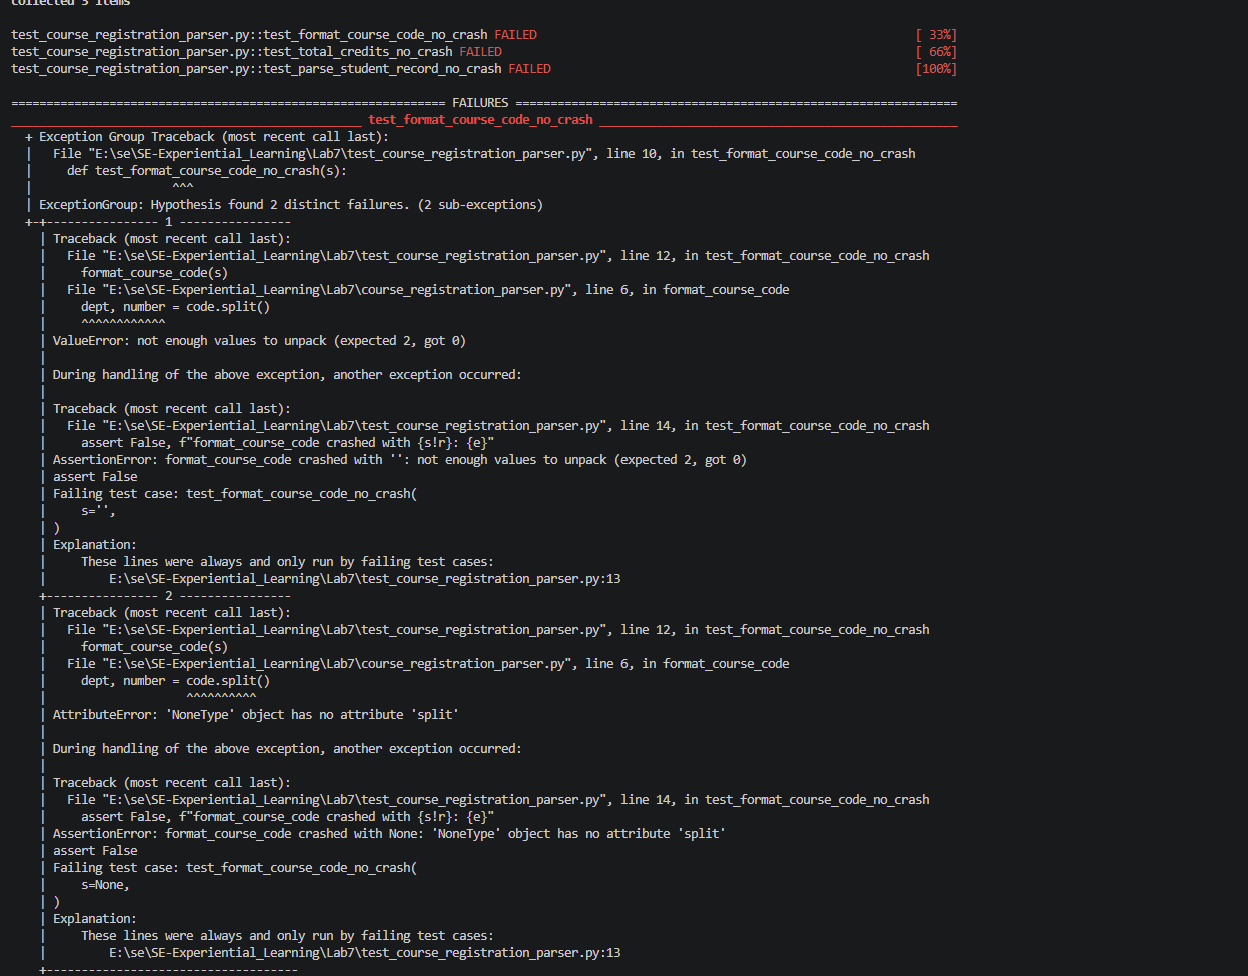 collected 3 items
test_course_registration_parser.py::test_format_course_code_no_crash FAILED [ 33%]
test_course_registration_parser.py::test_total_credits_no_crash FAILED [ 66%]
test_course_registration_parser.py::test_parse_student_record_no_crash FAILED [100%]
============================================================== FAILURES ===============================================================
__________________________________________________ test_format_course_code_no_crash ___________________________________________________
  + Exception Group Traceback (most recent call last):
  |   File "E:\se\SE-Experiential_Learning\Lab7\test_course_registration_parser.py", line 10, in test_format_course_code_no_crash
  |     def test_format_course_code_no_crash(s):
  |                    ^^^
  | ExceptionGroup: Hypothesis found 2 distinct failures. (2 sub-exceptions)
  +-+---------------- 1 ----------------
    | Traceback (most recent call last):
    |   File "E:\se\SE-Experiential_Learning\Lab7\test_course_registration_parser.py", line 12, in test_format_course_code_no_crash
    |     format_course_code(s)
    |   File "E:\se\SE-Experiential_Learning\Lab7\course_registration_parser.py", line 6, in format_course_code
    |     dept, number = code.split()
    |     ^^^^^^^^^^^^
    | ValueError: not enough values to unpack (expected 2, got 0)
    |
    | During handling of the above exception, another exception occurred:
    |
    | Traceback (most recent call last):
    |   File "E:\se\SE-Experiential_Learning\Lab7\test_course_registration_parser.py", line 14, in test_format_course_code_no_crash
    |     assert False, f"format_course_code crashed with {s!r}: {e}"
    | AssertionError: format_course_code crashed with '': not enough values to unpack (expected 2, got 0)
    | assert False
    | Failing test case: test_format_course_code_no_crash(
    |     s='',
    | )
    | Explanation:
    |     These lines were always and only run by failing test cases:
    |         E:\se\SE-Experiential_Learning\Lab7\test_course_registration_parser.py:13
    +---------------- 2 ----------------
    | Traceback (most recent call last):
    |   File "E:\se\SE-Experiential_Learning\Lab7\test_course_registration_parser.py", line 12, in test_format_course_code_no_crash
    |     format_course_code(s)
    |   File "E:\se\SE-Experiential_Learning\Lab7\course_registration_parser.py", line 6, in format_course_code
    |     dept, number = code.split()
    |                    ^^^^^^^^^^
    | AttributeError: 'NoneType' object has no attribute 'split'
    |
    | During handling of the above exception, another exception occurred:
    |
    | Traceback (most recent call last):
    |   File "E:\se\SE-Experiential_Learning\Lab7\test_course_registration_parser.py", line 14, in test_format_course_code_no_crash
    |     assert False, f"format_course_code crashed with {s!r}: {e}"
    | AssertionError: format_course_code crashed with None: 'NoneType' object has no attribute 'split'
    | assert False
    | Failing test case: test_format_course_code_no_crash(
    |     s=None,
    | )
    | Explanation:
    |     These lines were always and only run by failing test cases:
    |         E:\se\SE-Experiential_Learning\Lab7\test_course_registration_parser.py:13
    +------------------------------------